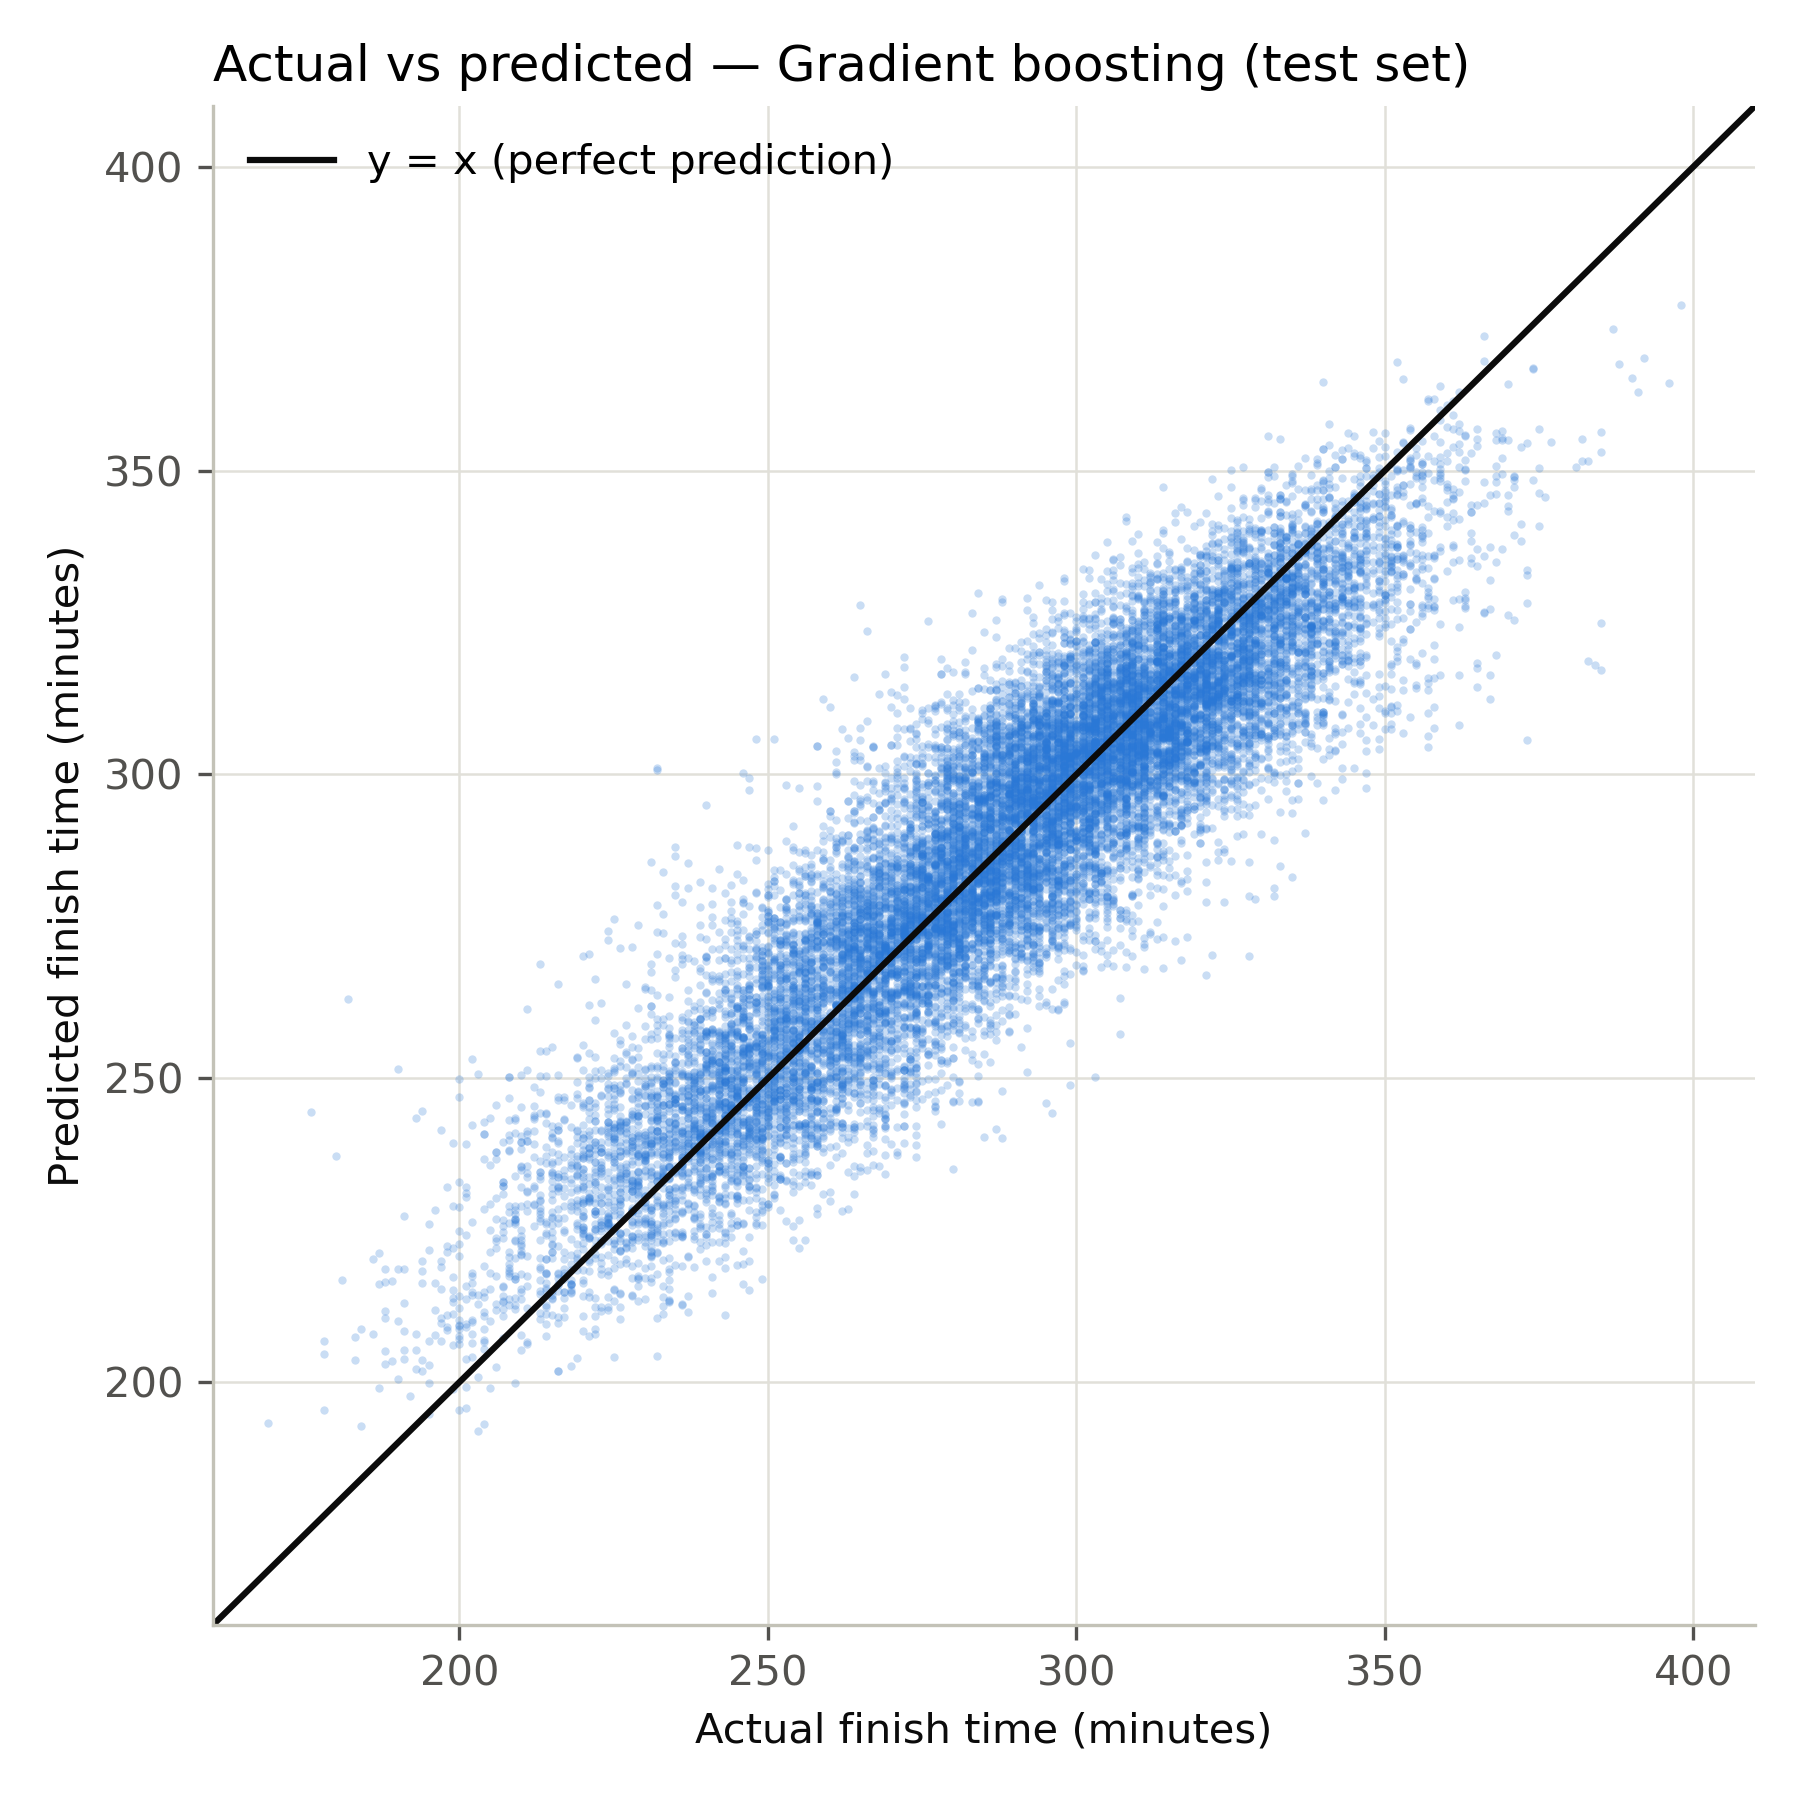 Actual vs predicted — Gradient boosting (test set)
y = x (perfect prediction)
400
350
300
250
200
Predicted finish time (minutes)
200 250 300 350 400
Actual finish time (minutes)